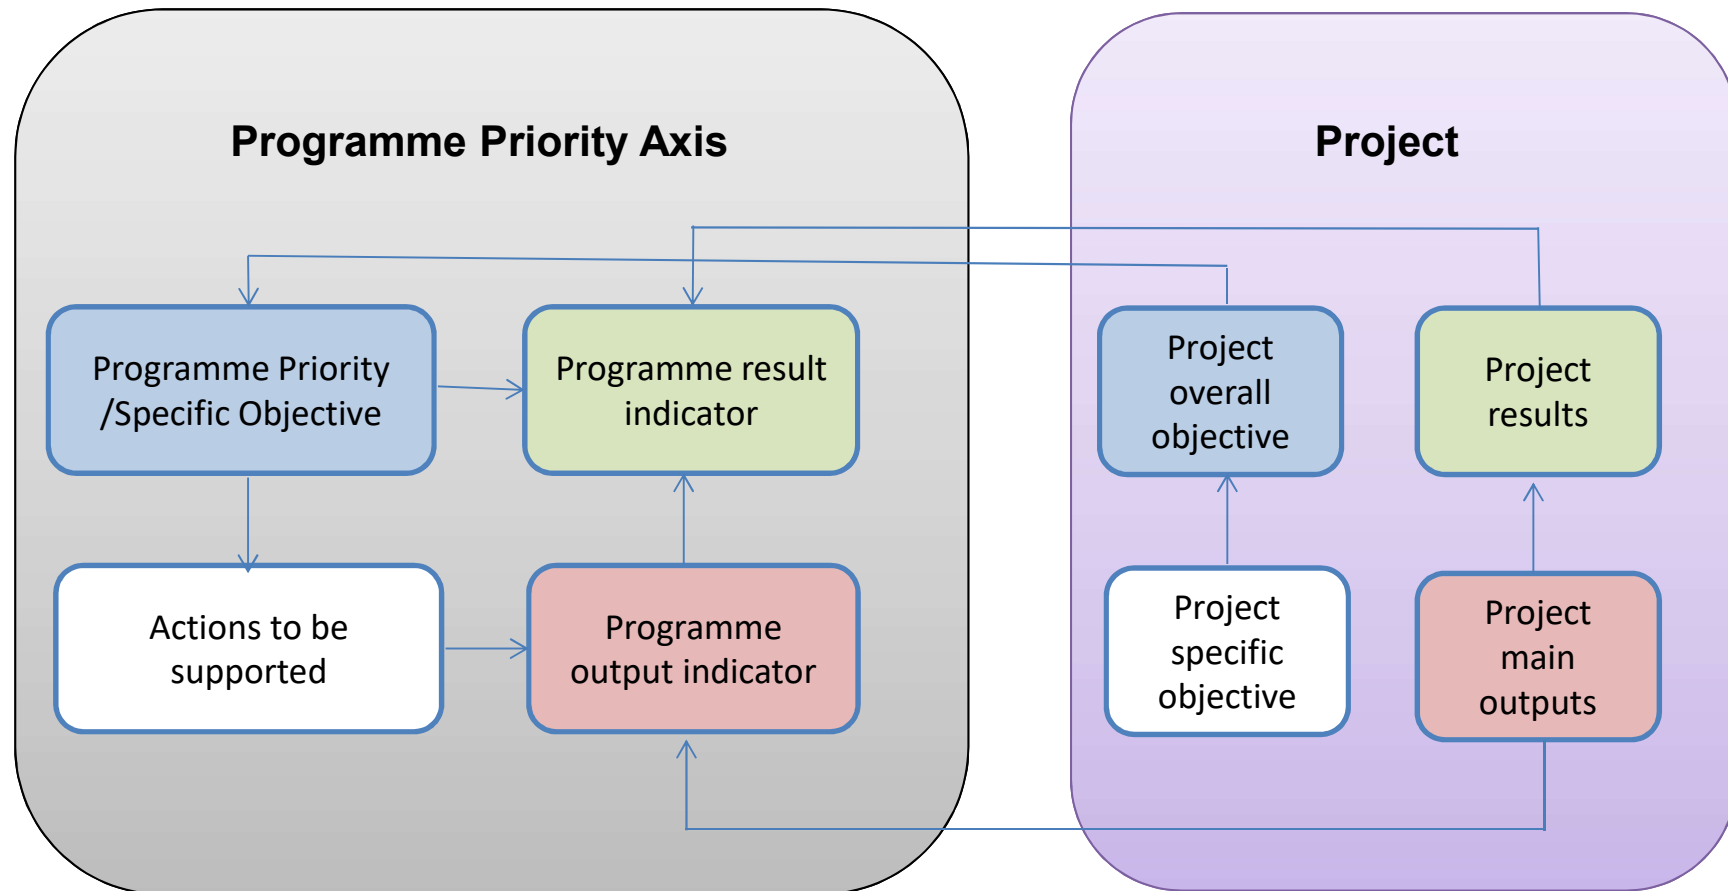 Programme Priority Axis
Project
Programme Priority
/Specific Objective
Programme result
indicator
Project
overall
objective
Project
results
Actions to be
supported
Programme
output indicator
Project
specific
objective
Project
main
outputs